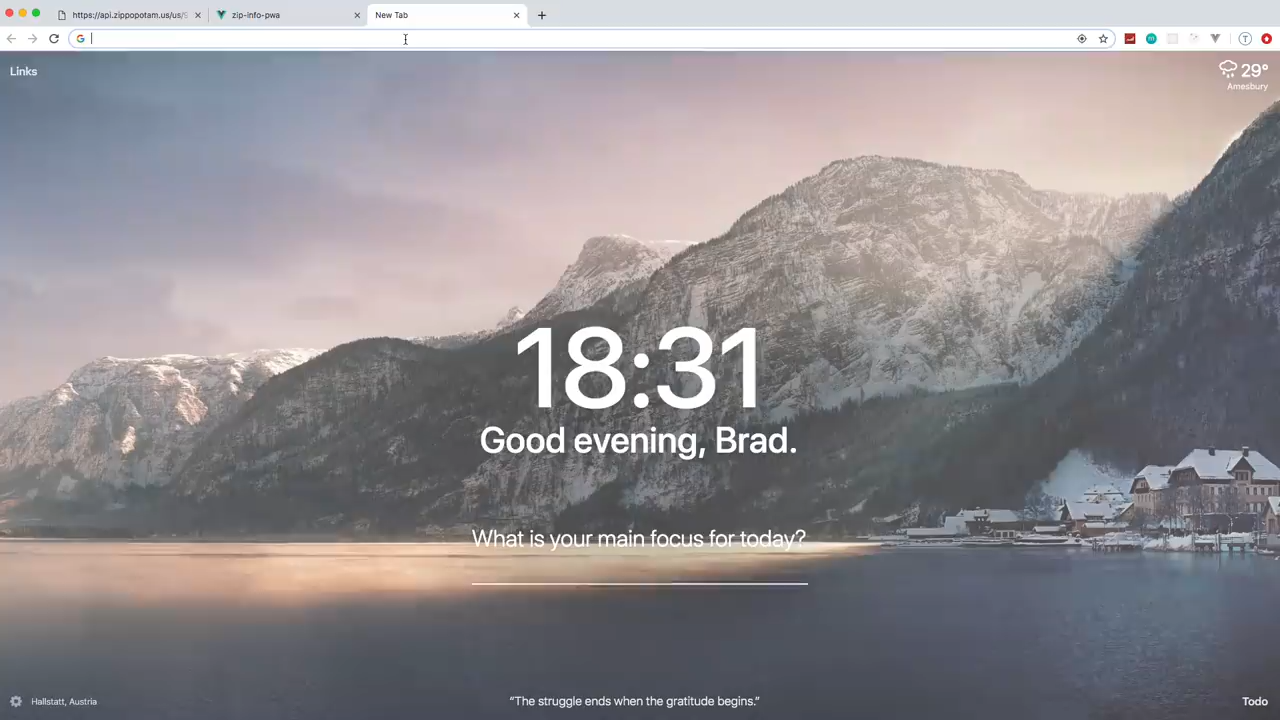 https://api.zippopotam.us/us/
zip-info-pwa
New Tab
Links
29°
Amesbury
18:31
Good evening, Brad.
What is your main focus for today?
Hallstatt, Austria
“The struggle ends when the gratitude begins.”
Todo